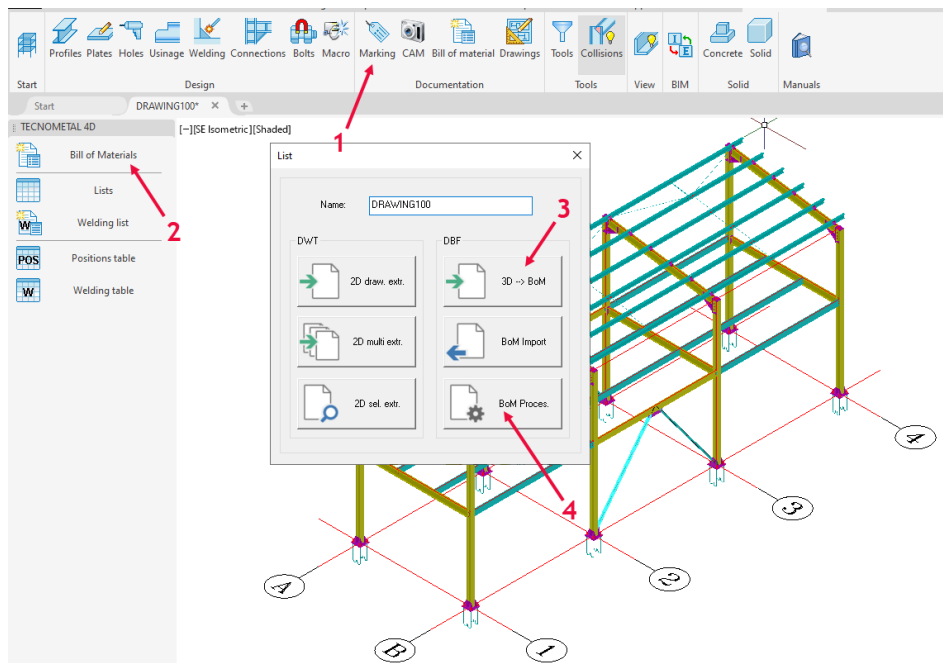 Profiles Plates Holes Usinage Welding Connections Bolts Macro Marking CAM Bill of material Drawings Tools Collisions Concrete Solid
Start Design Documentation Tools View BIM Solid Manuals
Start DRAWING100* × +
TECNOMETAL 4D
[−][SE Isometric][Shaded]
1
Bill of Materials
2
Lists
W
Welding list
POS
Positions table
W
Welding table
List ×
Name: DRAWING100
3
DWT DBF
2D draw. extr. 3D --> BoM
2D multi extr. BoM Import
2D sel. extr. BoM Proces.
4
4
3
2
A
B
1